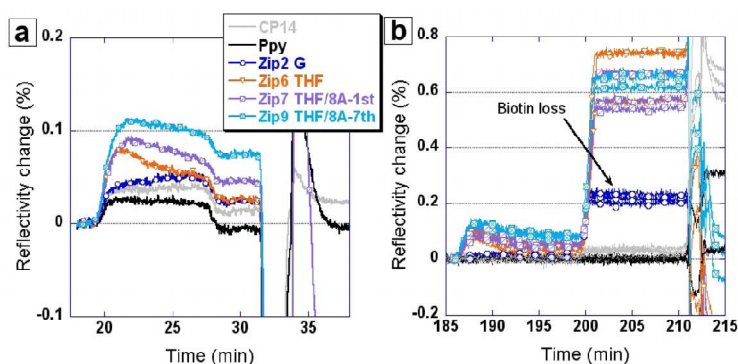 a
CP14
Ppy
Zip2 G
Zip6 THF
Zip7 THF/8A-1st
Zip9 THF/8A-7th
Reflectivity change (%)
0.2
0.1
0
-0.1
20
25
30
35
Time (min)
b
Biotin loss
Reflectivity change (%)
0.8
0.6
0.4
0.2
0
-0.2
185
190
195
200
205
210
215
Time (min)